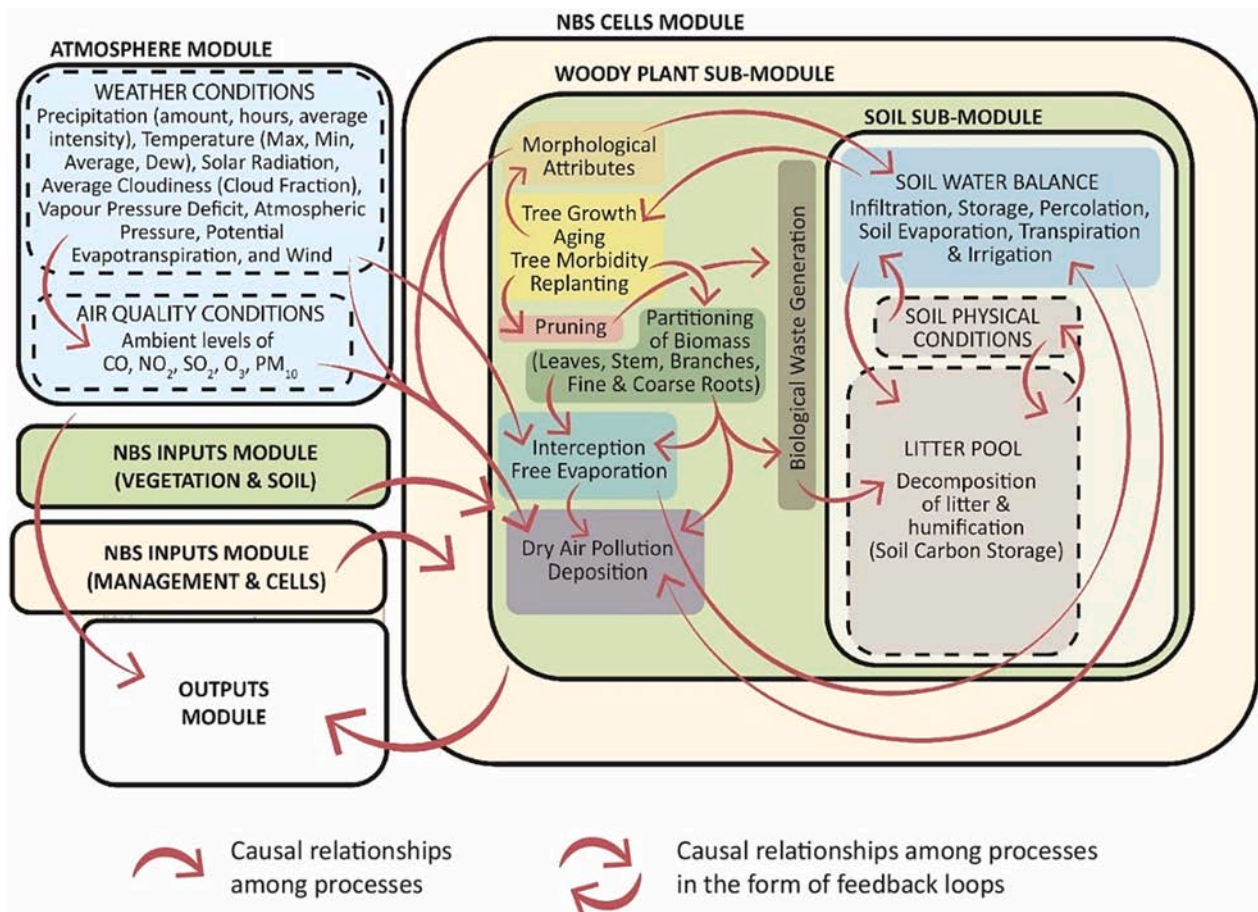 NBS CELLS MODULE
ATMOSPHERE MODULE
WEATHER CONDITIONS
Precipitation (amount, hours, average
intensity), Temperature (Max, Min,
Average, Dew), Solar Radiation,
Average Cloudiness (Cloud Fraction),
Vapour Pressure Deficit, Atmospheric
Pressure, Potential
Evapotranspiration, and Wind
AIR QUALITY CONDITIONS
Ambient levels of
CO, NO₂, SO₂, O₃, PM₁₀
NBS INPUTS MODULE
(VEGETATION & SOIL)
NBS INPUTS MODULE
(MANAGEMENT & CELLS)
OUTPUTS
MODULE
WOODY PLANT SUB-MODULE
Morphological
Attributes
Tree Growth
Aging
Tree Morbidity
Replanting
Pruning
Partitioning
of Biomass
(Leaves, Stem, Branches,
Fine & Coarse Roots)
Interception
Free Evaporation
Dry Air Pollution
Deposition
Biological Waste Generation
SOIL SUB-MODULE
SOIL WATER BALANCE
Infiltration, Storage, Percolation,
Soil Evaporation, Transpiration
& Irrigation
SOIL PHYSICAL
CONDITIONS
LITTER POOL
Decomposition
of litter &
humification
(Soil Carbon Storage)
Causal relationships
among processes
Causal relationships among processes
in the form of feedback loops